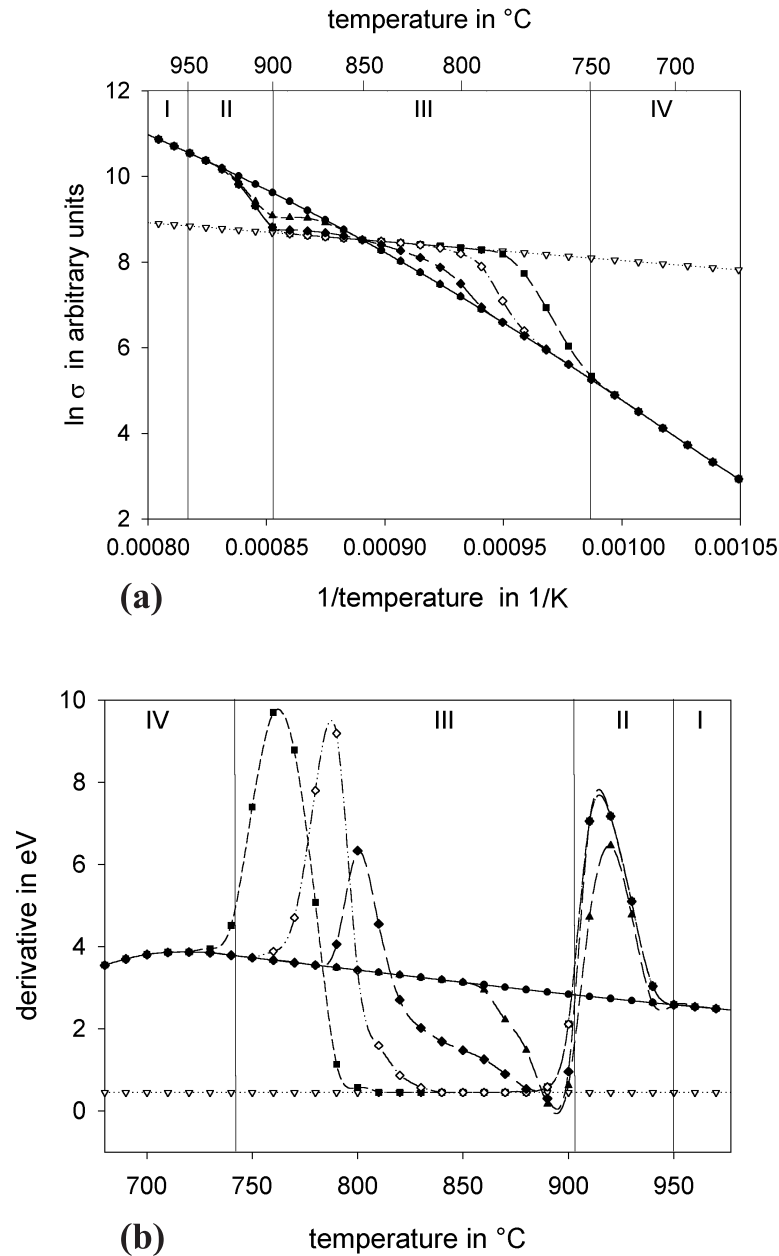 temperature in °C
950 900 850 800 750 700
12
I II III IV
10
8
6
4
2
ln σ in arbitrary units
0.00080 0.00085 0.00090 0.00095 0.00100 0.00105
(a) 1/temperature in 1/K
10
IV III II I
8
6
4
2
0
derivative in eV
700 750 800 850 900 950
(b) temperature in °C